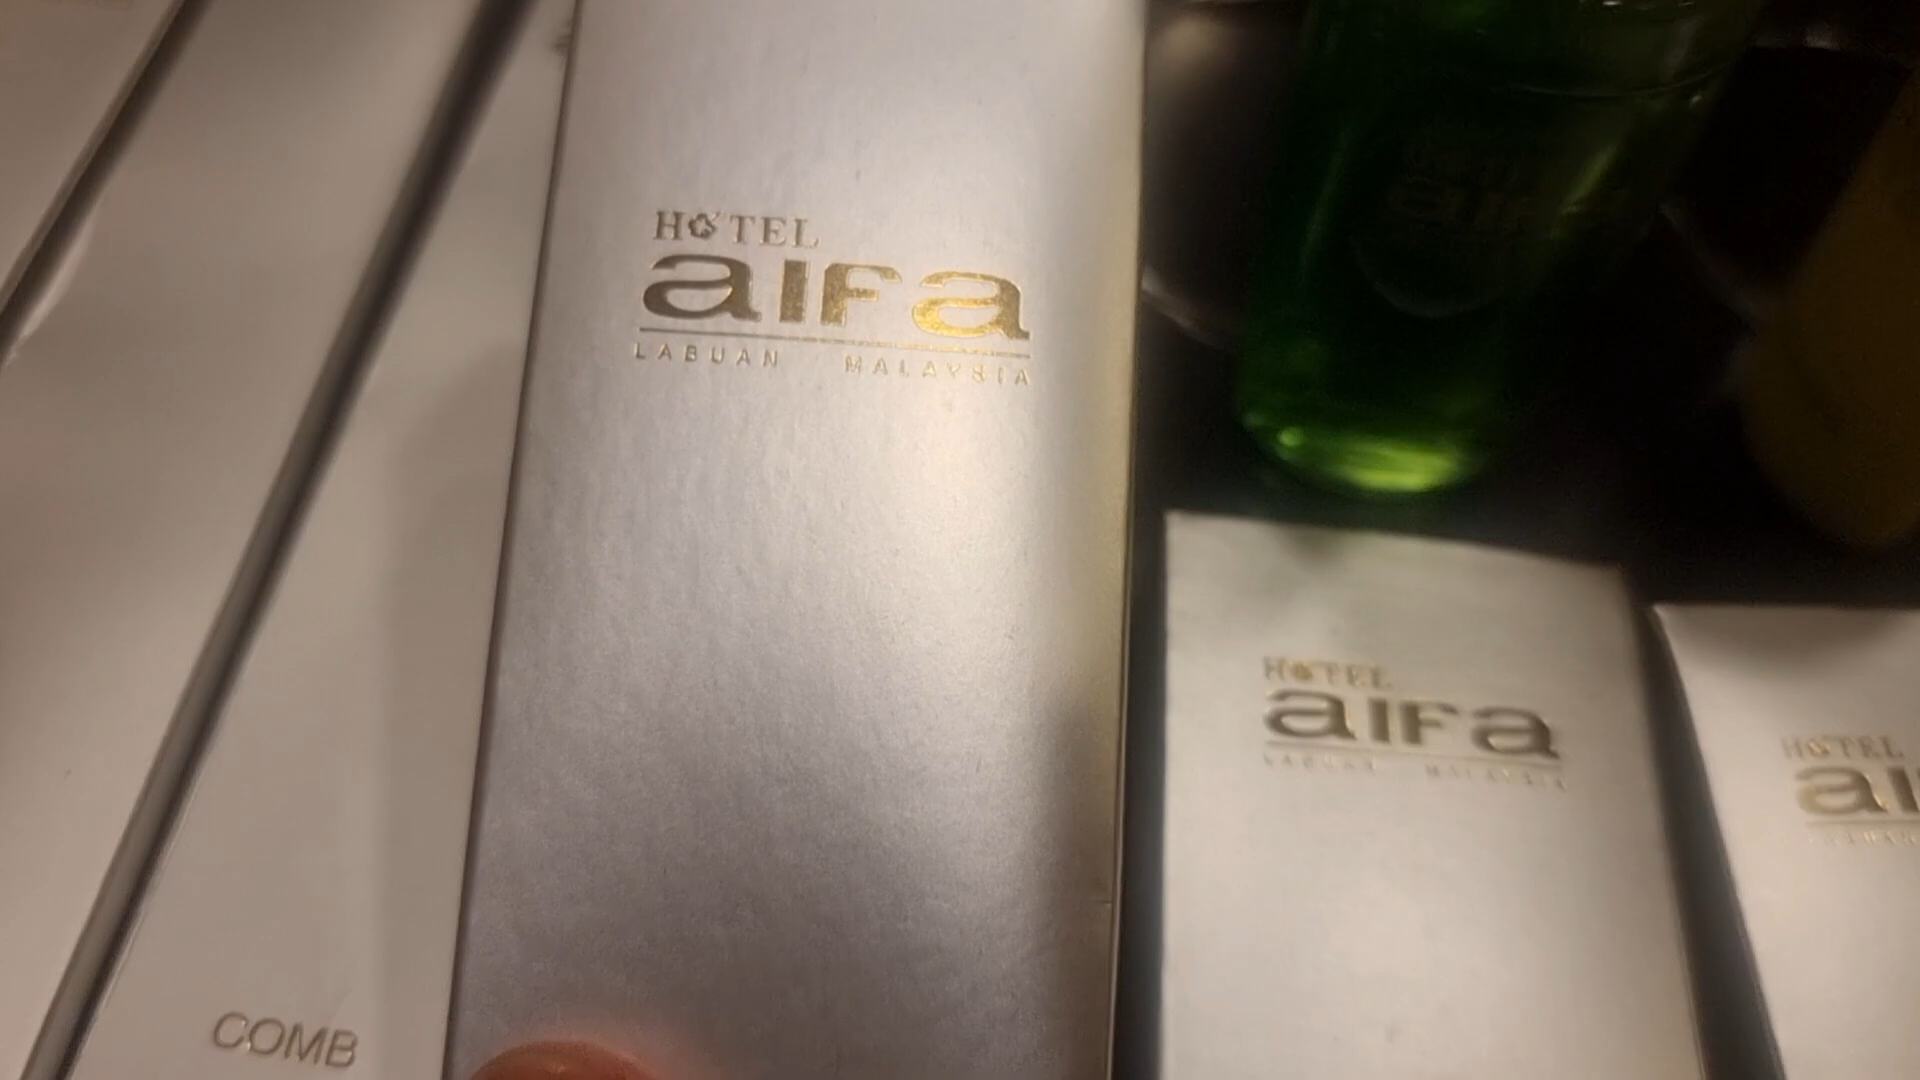 HOTEL
aIFa
LABUAN MALAYSIA
COMB
HOTEL
aIFa
LABUAN MALAYSIA
HOTEL